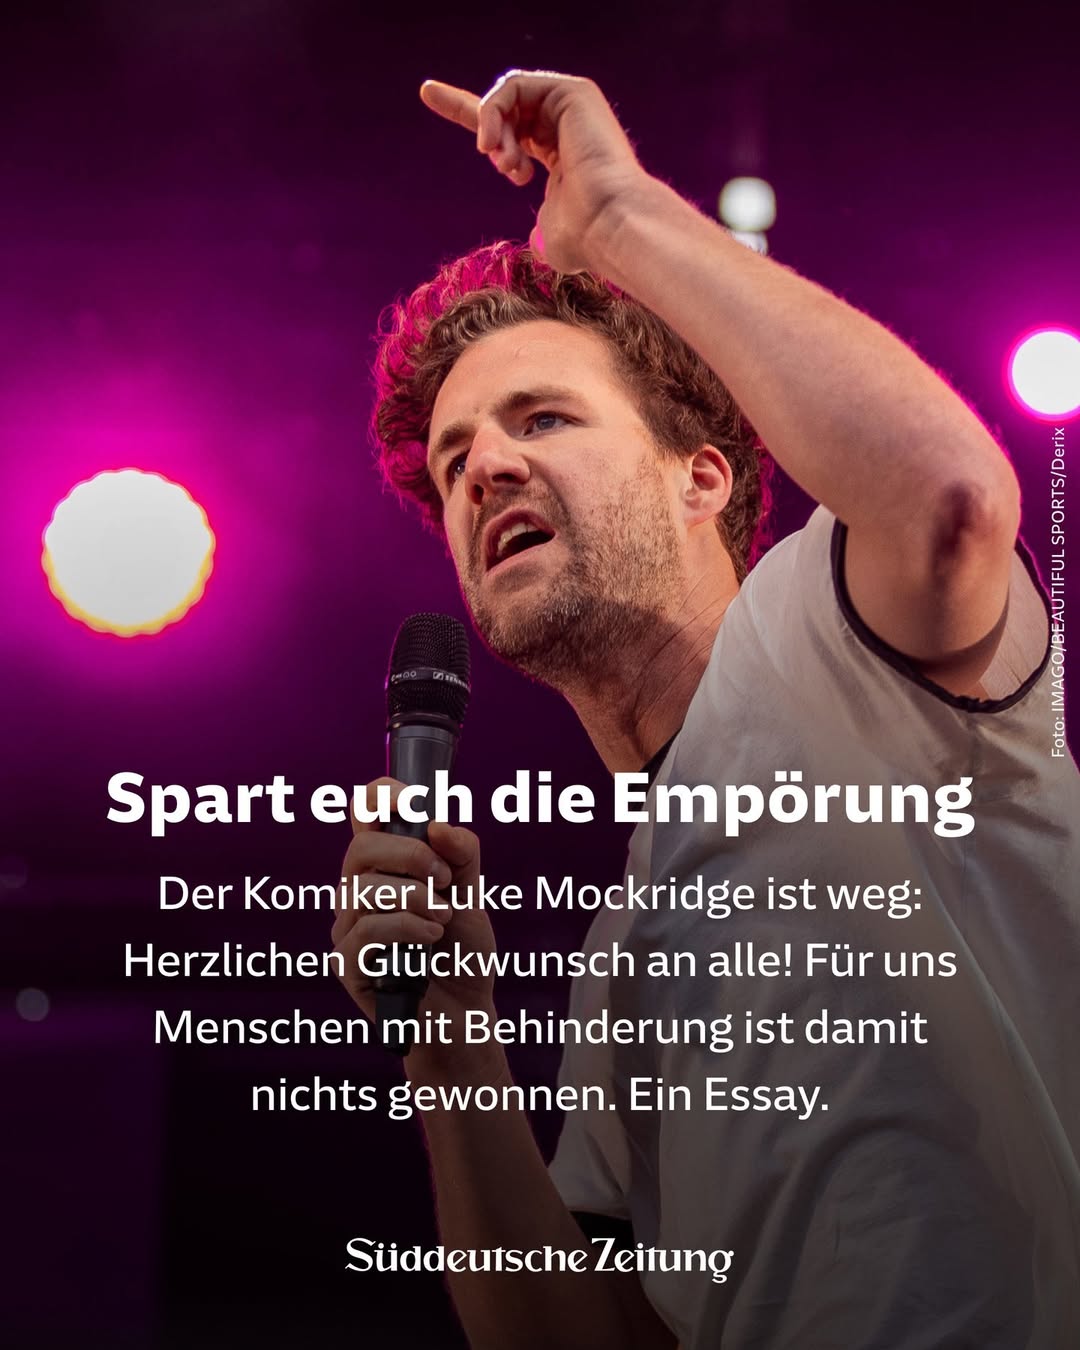 Spart euch die Empörung
Der Komiker Luke Mockridge ist weg:
Herzlichen Glückwunsch an alle! Für uns
Menschen mit Behinderung ist damit
nichts gewonnen. Ein Essay.
Süddeutsche Zeitung
Foto: IMAGO/BEAUTIFUL SPORTS/Derix